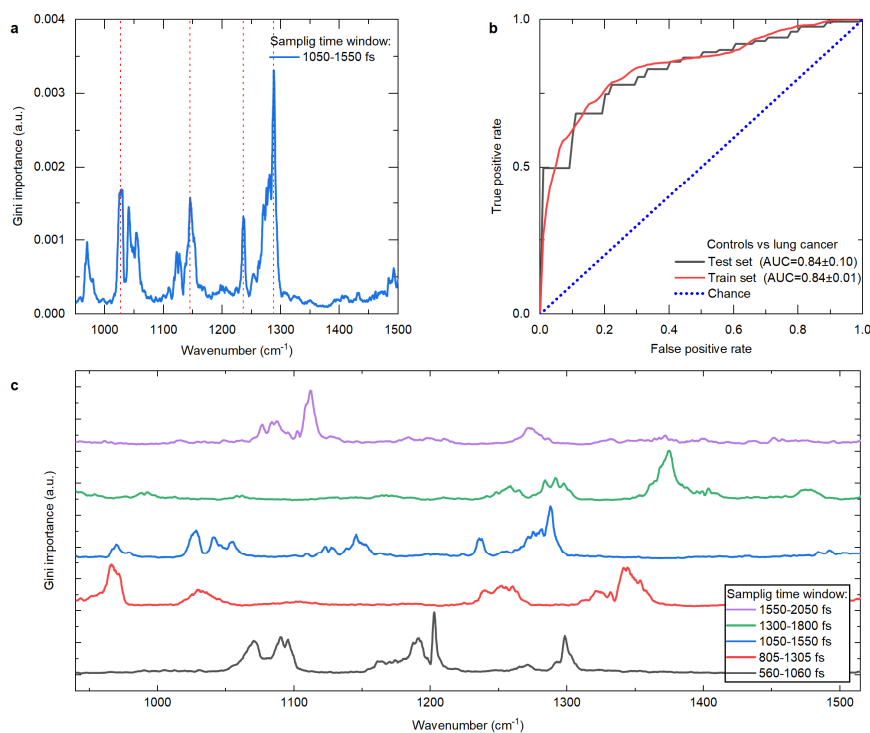 a
Samplig time window:
1050-1550 fs
0.004
0.003
0.002
0.001
0.000
Gini importance (a.u.)
1000 1100 1200 1300 1400 1500
Wavenumber (cm⁻¹)
b
1.0
0.5
0.0
True positive rate
Controls vs lung cancer
Test set (AUC=0.84±0.10)
Train set (AUC=0.84±0.01)
Chance
0.0 0.2 0.4 0.6 0.8 1.0
False positive rate
c
Gini importance (a.u.)
Samplig time window:
1550-2050 fs
1300-1800 fs
1050-1550 fs
805-1305 fs
560-1060 fs
1000 1100 1200 1300 1400 1500
Wavenumber (cm⁻¹)